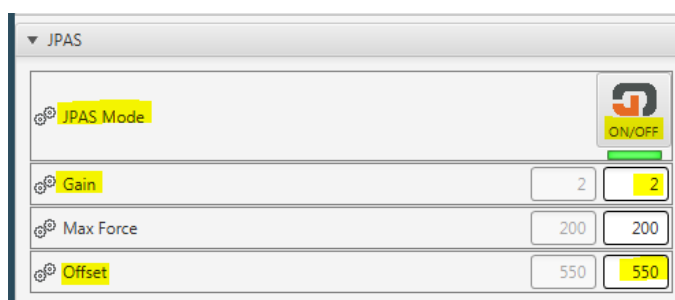 JPAS
JPAS Mode
ON/OFF
Gain 2 2
Max Force 200 200
Offset 550 550